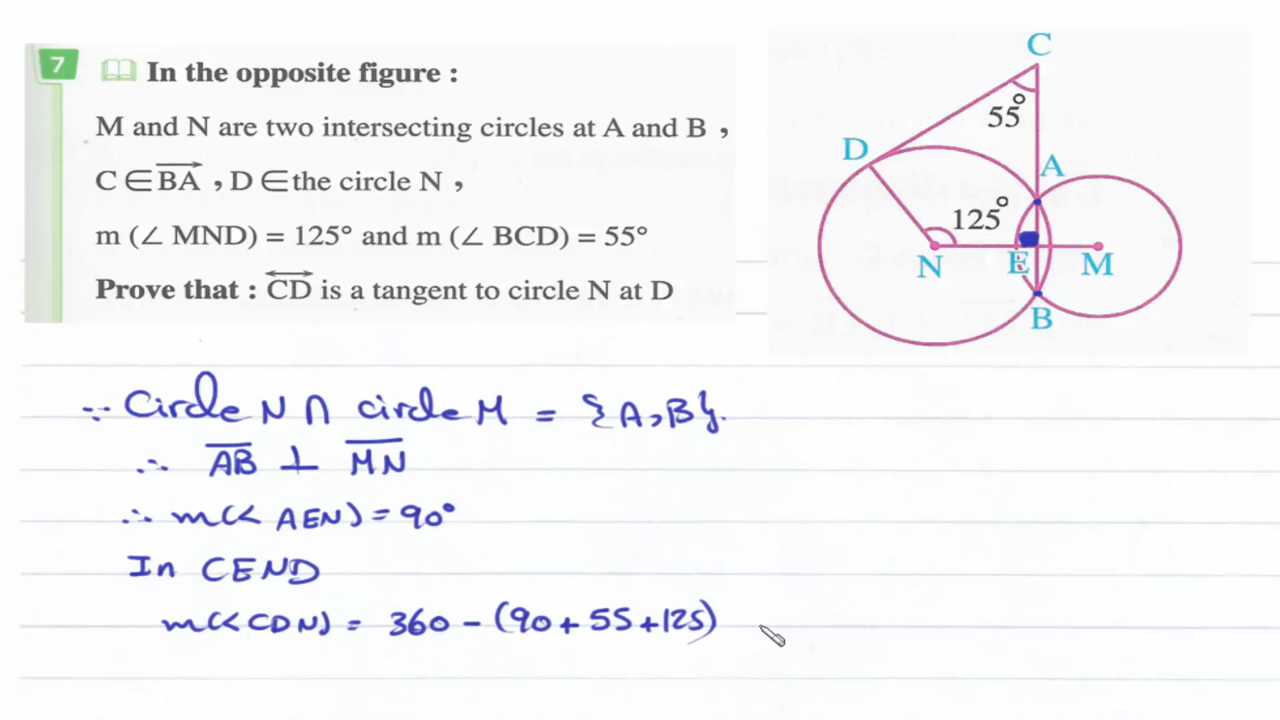 7
In the opposite figure :
M and N are two intersecting circles at A and B ,
C ∈ BA , D ∈ the circle N ,
m (∠ MND) = 125° and m (∠ BCD) = 55°
Prove that : CD is a tangent to circle N at D
C
55°
D
A
125°
N
E
M
B
∵ Circle N ∩ circle M = {A,B}.
∴ AB ⊥ MN
∴ m(< AEN) = 90°
In CEND
m(< CDN) = 360 - (90 + 55 + 125)